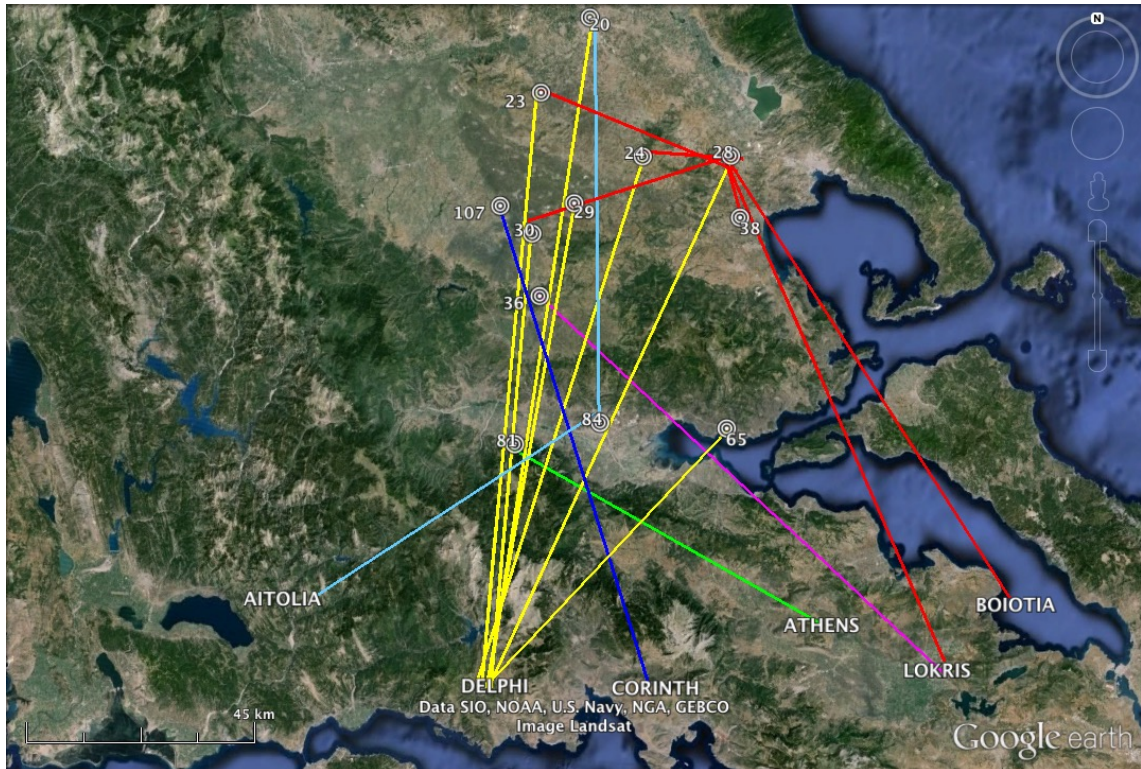 N
20
23
24
28
107
29
38
30
36
84
81
65
AITOLIA
BOIOTIA
ATHENS
LOKRIS
DELPHI
CORINTH
Data SIO, NOAA, U.S. Navy, NGA, GEBCO
Image Landsat
45 km
Google earth